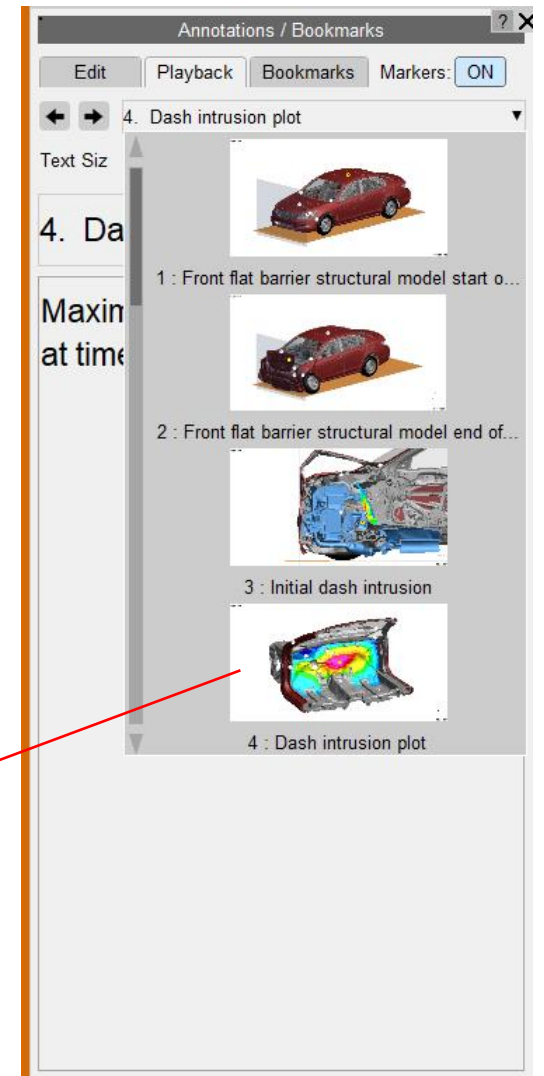 Annotations / Bookmarks
? X
Edit Playback Bookmarks Markers: ON
4. Dash intrusion plot
Text Siz
4. Da
1 : Front flat barrier structural model start o...
Maxim
at time
2 : Front flat barrier structural model end of...
3 : Initial dash intrusion
4 : Dash intrusion plot